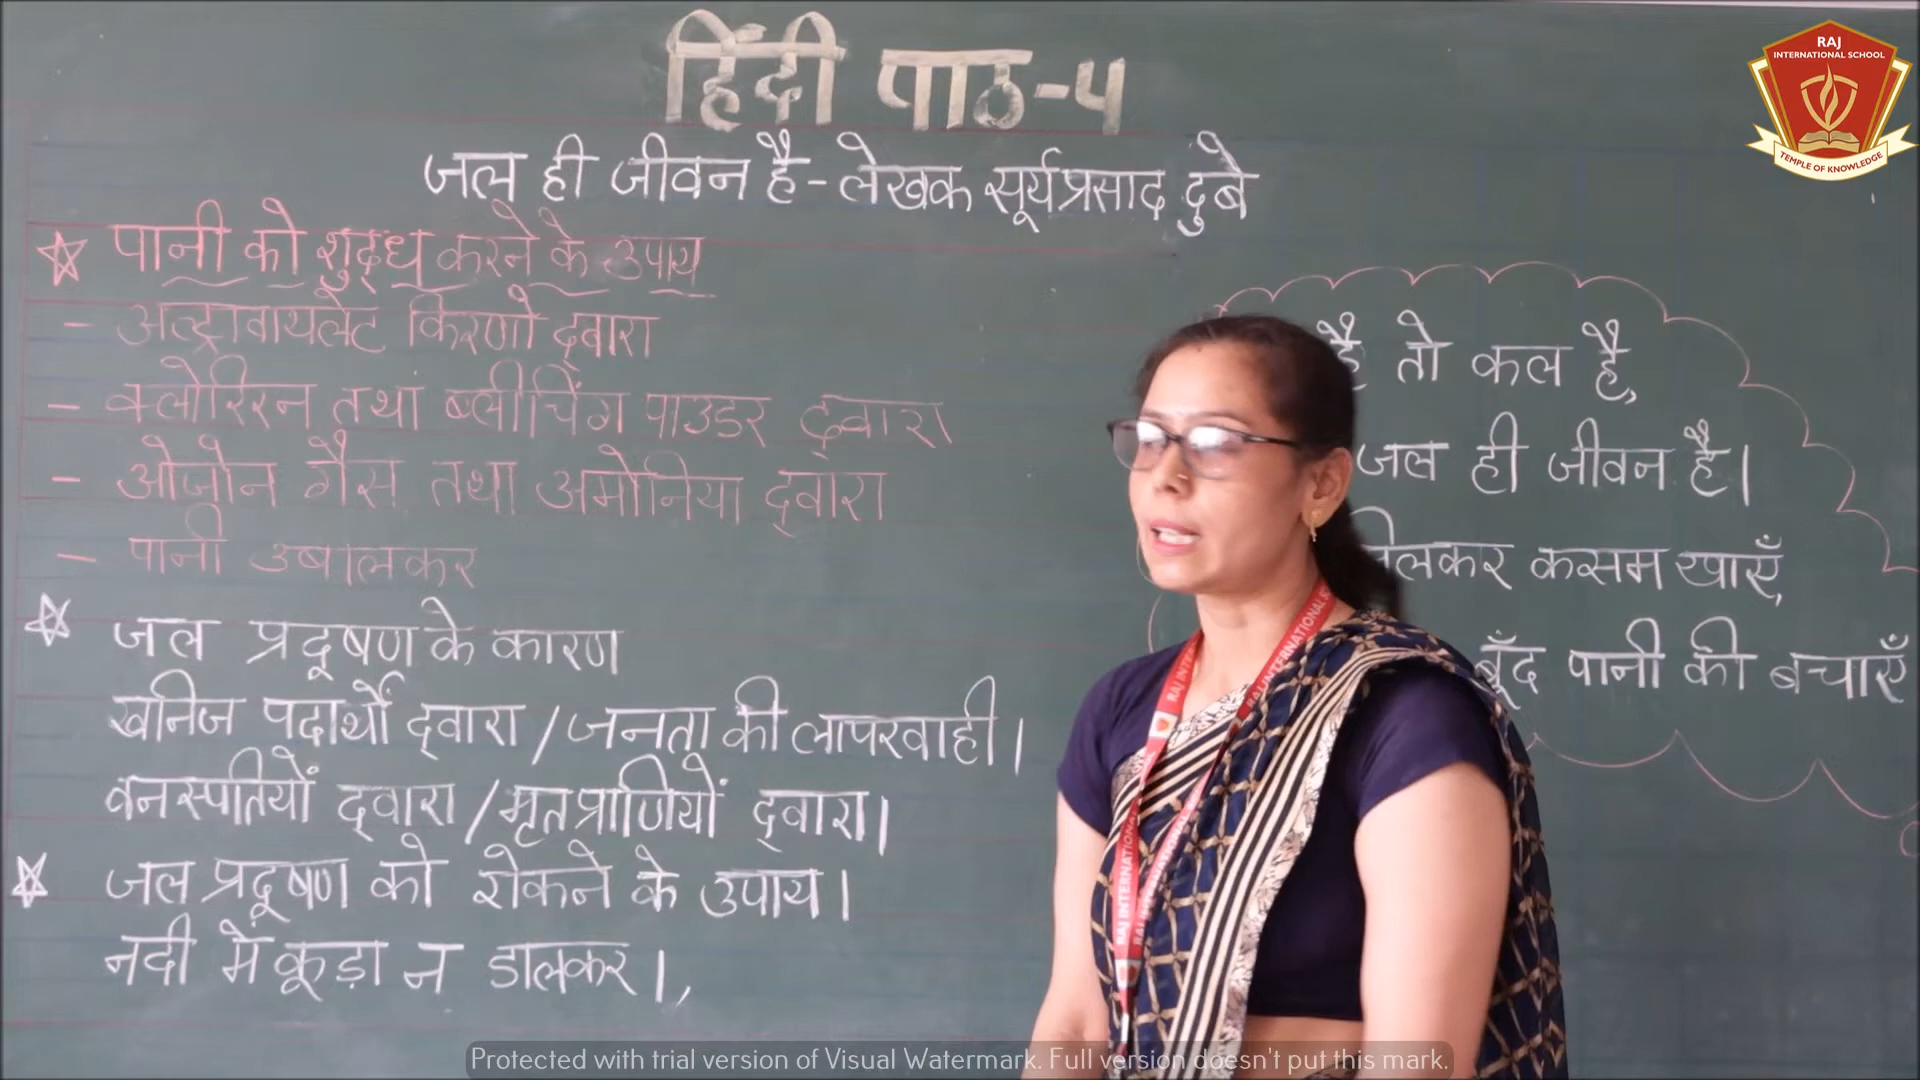 हिंदी पाठ-५
जल ही जीवन है - लेखक सूर्यप्रसाद दुबे
पानी को शुद्ध करने के उपाय
- अल्ट्रावायलेट किरणों द्वारा
- क्लोरिरन तथा ब्लीचिंग पाउडर द्वारा
- ओज़ोन गैस तथा अमोनिया द्वारा
- पानी उबालकर
जल प्रदूषण के कारण
खनिज पदार्थों द्वारा / जनता की लापरवाही।
वनस्पतियों द्वारा / मृत प्राणियों द्वारा।
जल प्रदूषण को रोकने के उपाय।
नदी में कूड़ा न डालकर।,
है तो कल है,
जल ही जीवन है।
कसम खाएँ,
बूँद पानी की बचाएँ
RAJ
INTERNATIONAL SCHOOL
TEMPLE OF KNOWLEDGE
RAJ INTERNATIONAL
Protected with trial version of Visual Watermark. Full version doesn't put this mark.